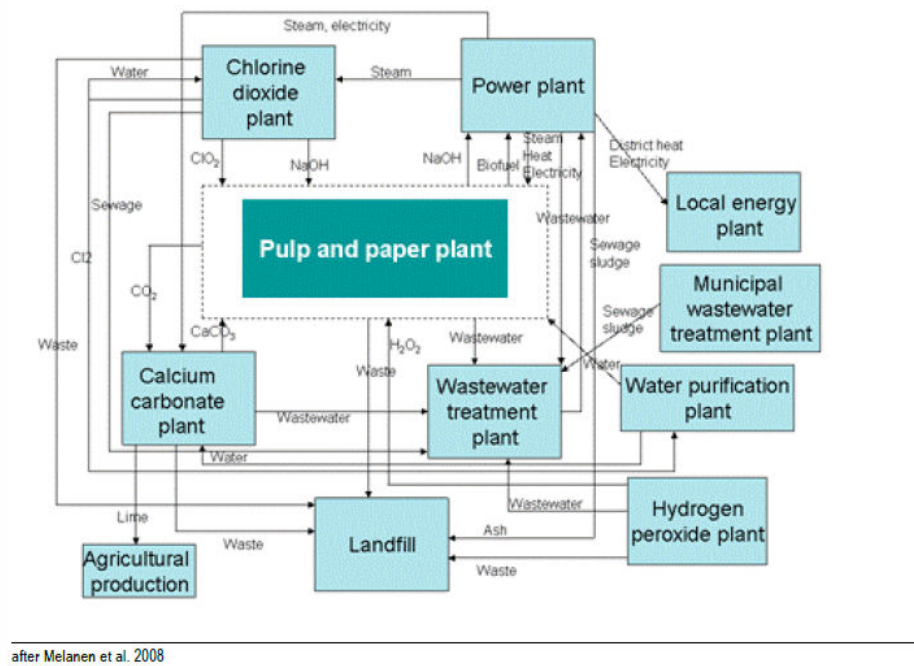 Steam, electricity
Water
Chlorine
dioxide
plant
Steam
Power plant
ClO2
NaOH
NaOH
Biofuel
Steam
Heat
Electricity
District heat
Electricity
Local energy
plant
Sewage
Cl2
Pulp and paper plant
Wastewater
Sewage
sludge
Municipal
wastewater
treatment plant
Sewage
sludge
CO2
CaCO3
Waste
H2O2
Waste
Wastewater
Water
Calcium
carbonate
plant
Wastewater
Wastewater
treatment
plant
Water purification
plant
Water
Wastewater
Hydrogen
peroxide plant
Lime
Waste
Landfill
Ash
Waste
Agricultural
production
after Melanen et al. 2008